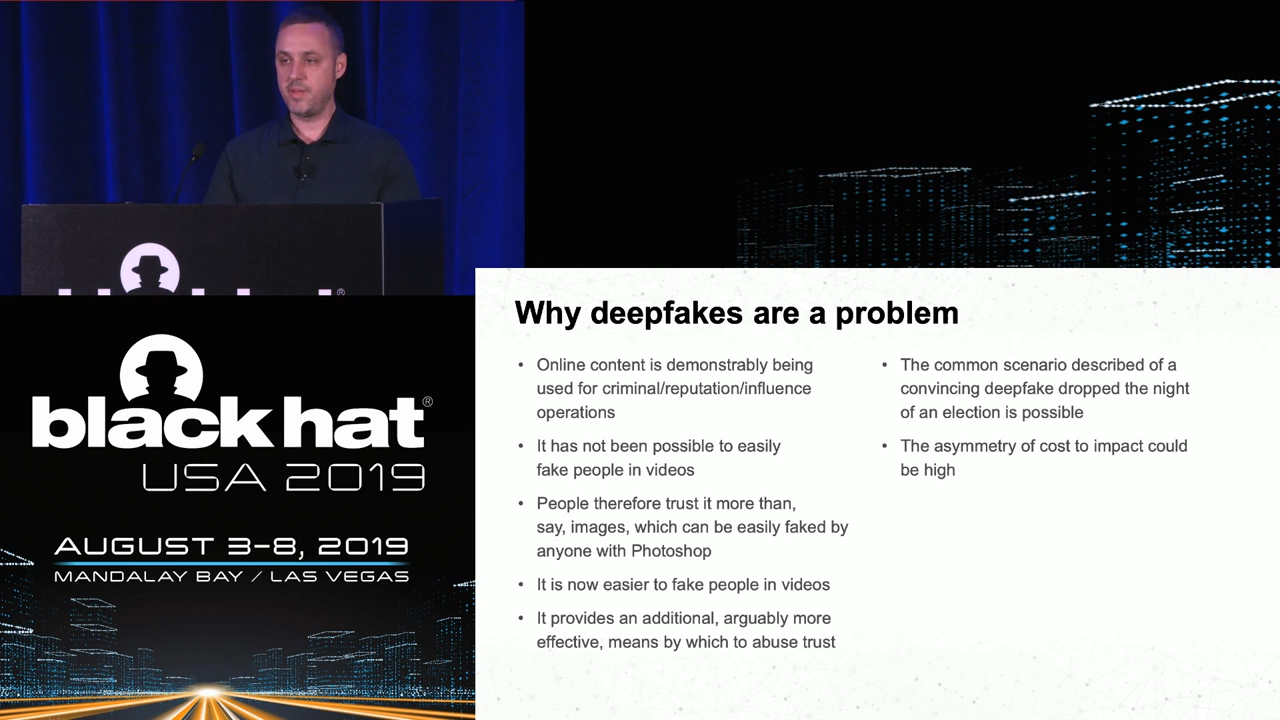 black hat®
USA 2019
AUGUST 3-8, 2019
MANDALAY BAY / LAS VEGAS
Why deepfakes are a problem
• Online content is demonstrably being
used for criminal/reputation/influence
operations
• It has not been possible to easily
fake people in videos
• People therefore trust it more than,
say, images, which can be easily faked by
anyone with Photoshop
• It is now easier to fake people in videos
• It provides an additional, arguably more
effective, means by which to abuse trust
• The common scenario described of a
convincing deepfake dropped the night
of an election is possible
• The asymmetry of cost to impact could
be high